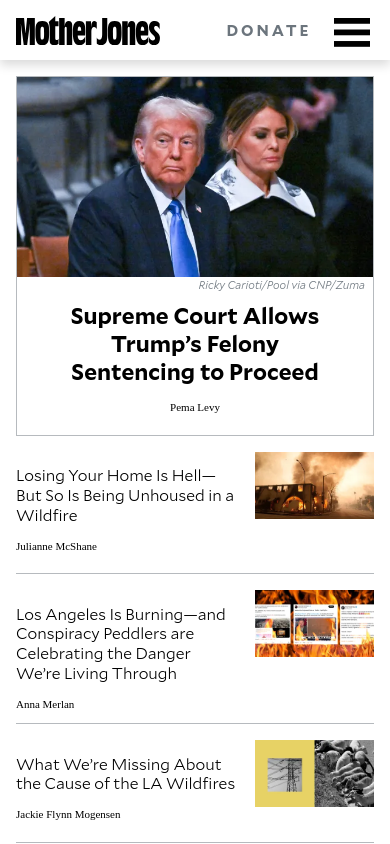 Mother Jones
DONATE
Ricky Carioti/Pool via CNP/Zuma
Supreme Court Allows
Trump’s Felony
Sentencing to Proceed
Pema Levy
Losing Your Home Is Hell—
But So Is Being Unhoused in a
Wildfire
Julianne McShane
Los Angeles Is Burning—and
Conspiracy Peddlers are
Celebrating the Danger
We’re Living Through
Anna Merlan
What We’re Missing About
the Cause of the LA Wildfires
Jackie Flynn Mogensen